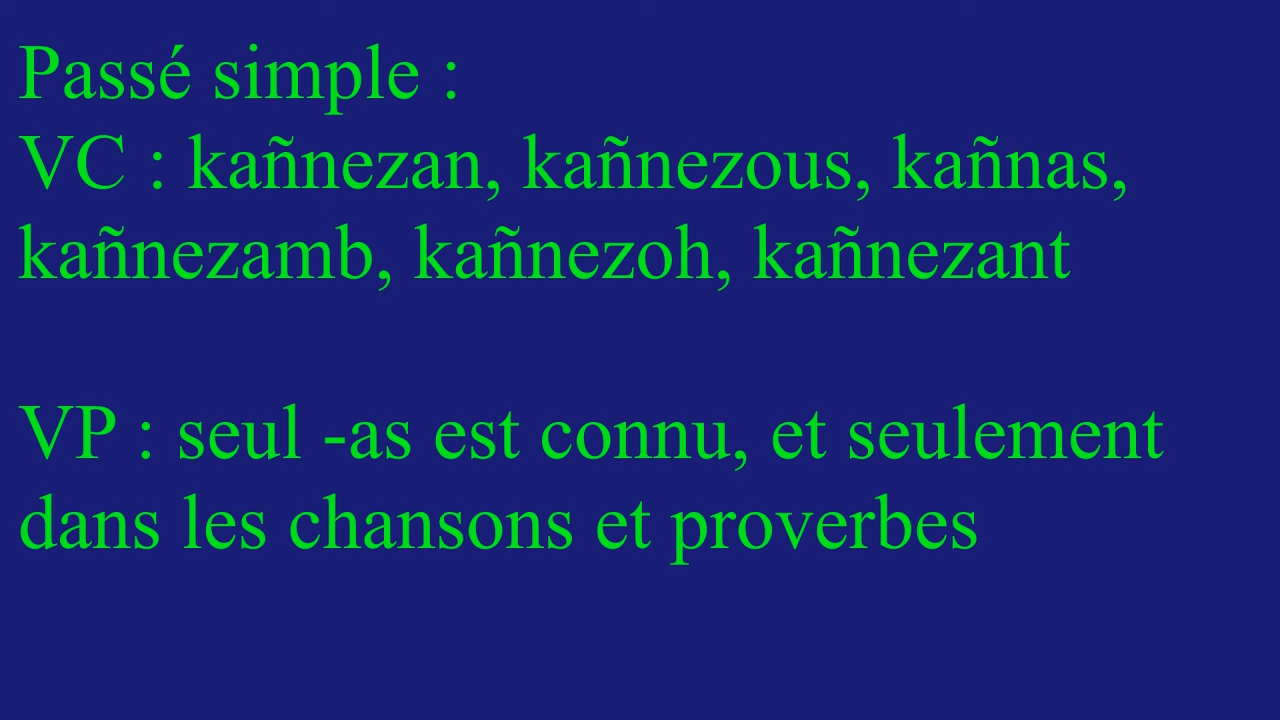 Passé simple :
VC : kañnezan, kañnezous, kañnas,
kañnezamb, kañnezoh, kañnezant
VP : seul -as est connu, et seulement
dans les chansons et proverbes